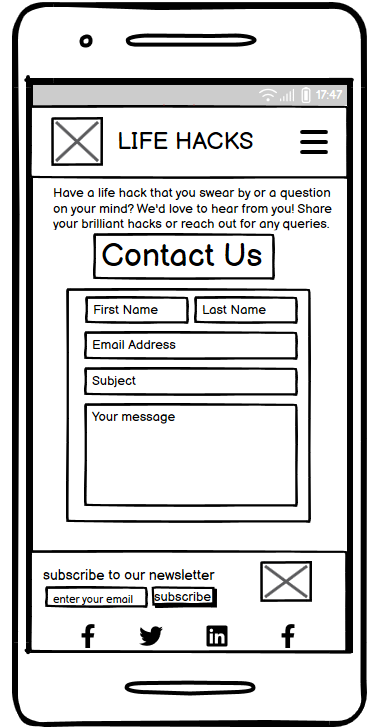 17:47
LIFE HACKS
Have a life hack that you swear by or a question
on your mind? We'd love to hear from you! Share
your brilliant hacks or reach out for any queries.
Contact Us
First Name
Last Name
Email Address
Subject
Your message
subscribe to our newsletter
enter your email
subscribe